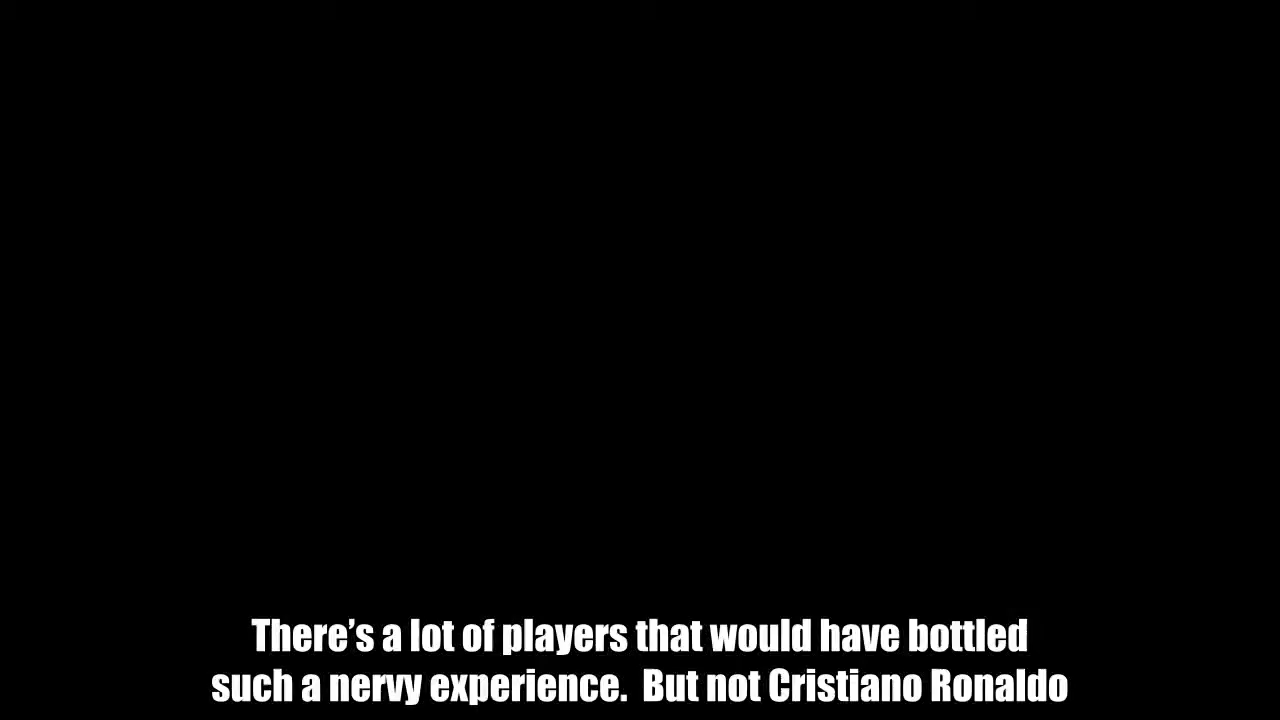 There’s a lot of players that would have bottled
such a nervy experience.  But not Cristiano Ronaldo